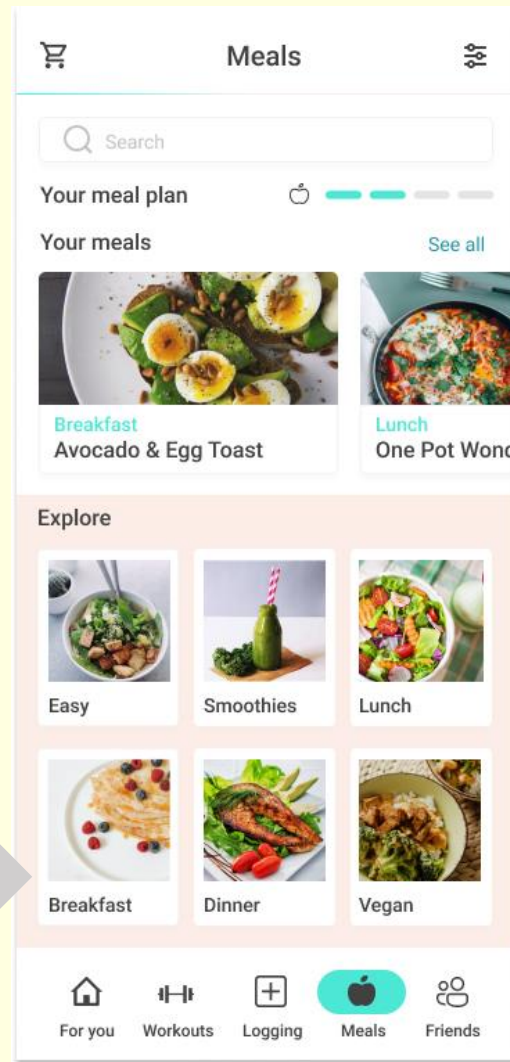 Meals
Search
Your meal plan
Your meals
See all
Breakfast
Avocado & Egg Toast
Lunch
One Pot Wond
Explore
Easy
Smoothies
Lunch
Breakfast
Dinner
Vegan
For you
Workouts
Logging
Meals
Friends